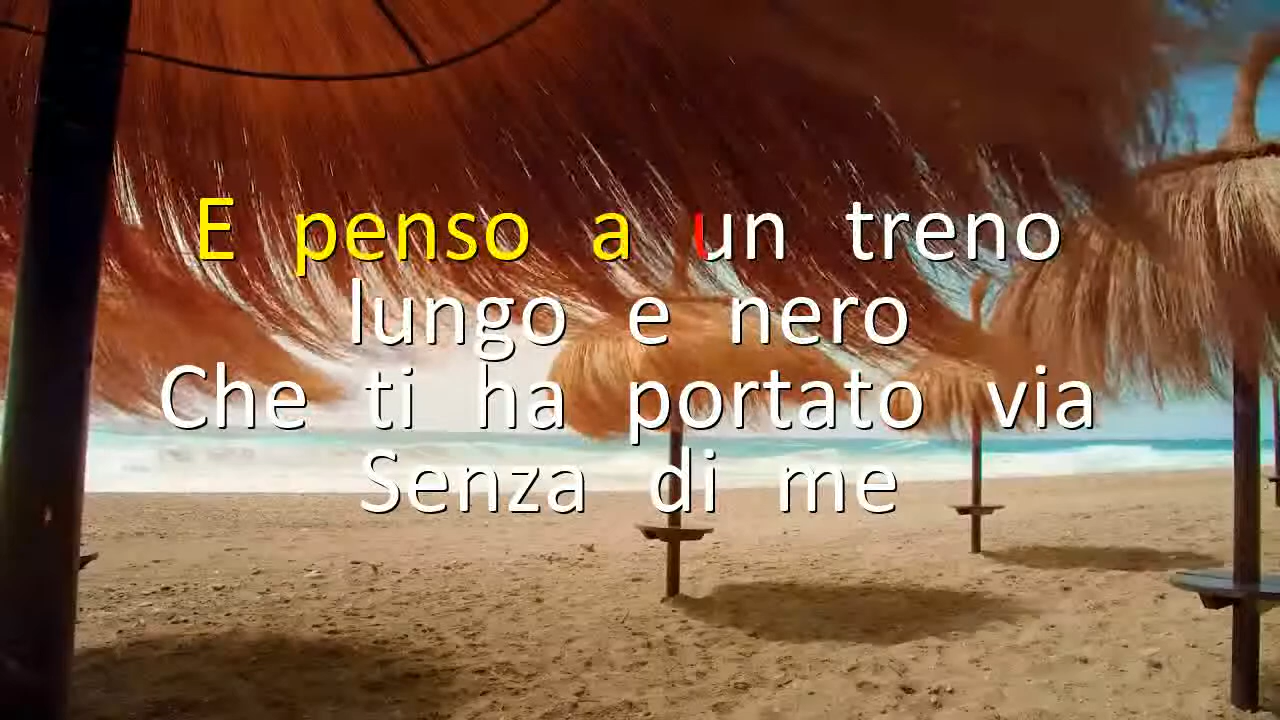 E penso a un treno
lungo e nero
Che ti ha portato via
Senza di me